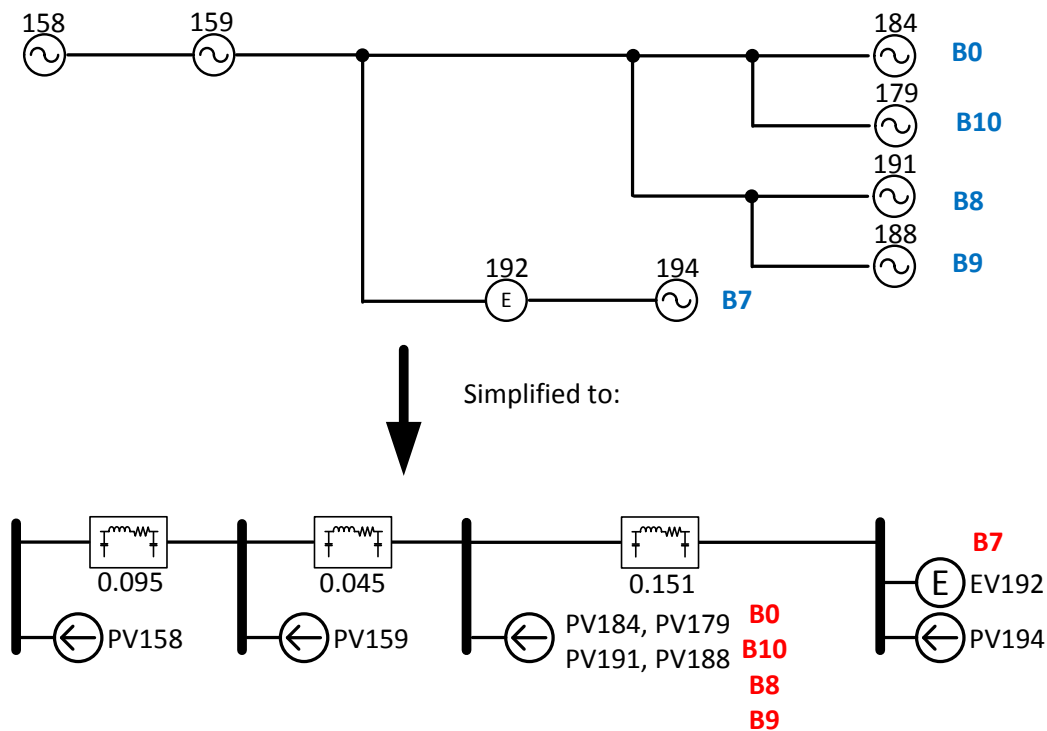 158
159
184
B0
179
B10
191
B8
188
B9
192
E
194
B7
Simplified to:
0.095
0.045
0.151
B7
E
EV192
PV158
PV159
PV184, PV179
B0
PV191, PV188
B10
B8
B9
PV194